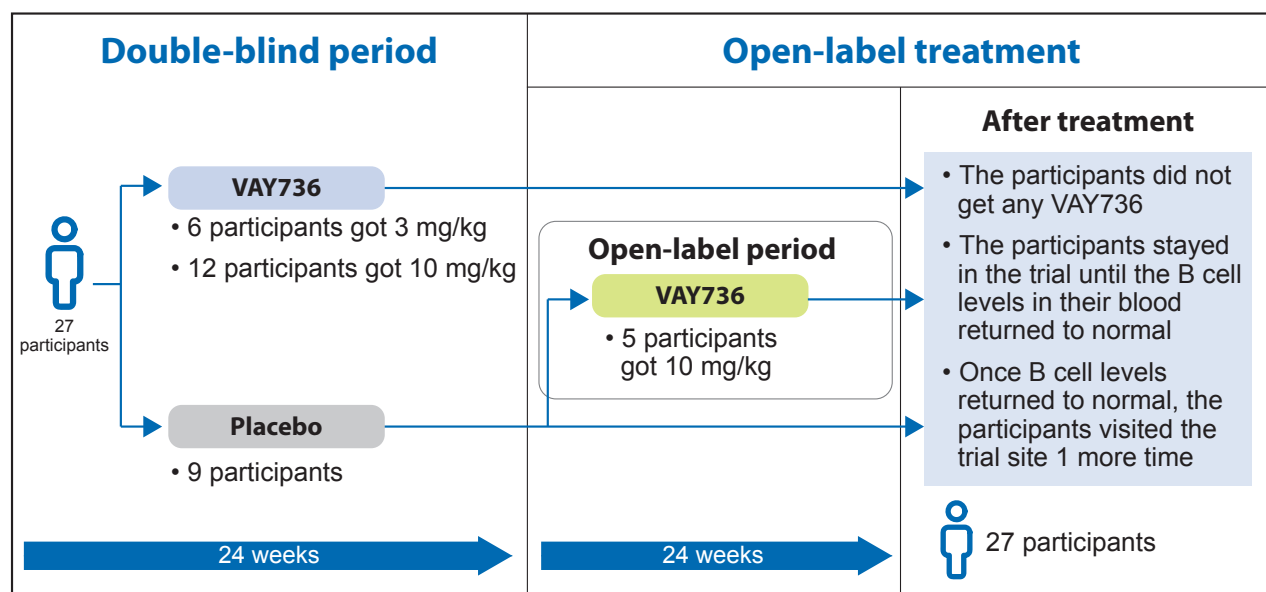 Double-blind period
Open-label treatment
27
participants
VAY736
• 6 participants got 3 mg/kg
• 12 participants got 10 mg/kg
Placebo
• 9 participants
24 weeks
Open-label period
VAY736
• 5 participants
got 10 mg/kg
24 weeks
After treatment
• The participants did not
get any VAY736
• The participants stayed
in the trial until the B cell
levels in their blood
returned to normal
• Once B cell levels
returned to normal, the
participants visited the
trial site 1 more time
27 participants